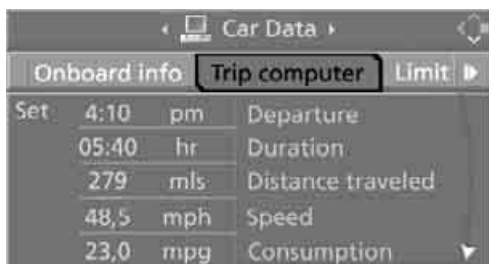 Car Data
Onboard info Trip computer Limit
Set 4:10 pm Departure
05:40 hr Duration
279 mls Distance traveled
48,5 mph Speed
23,0 mpg Consumption